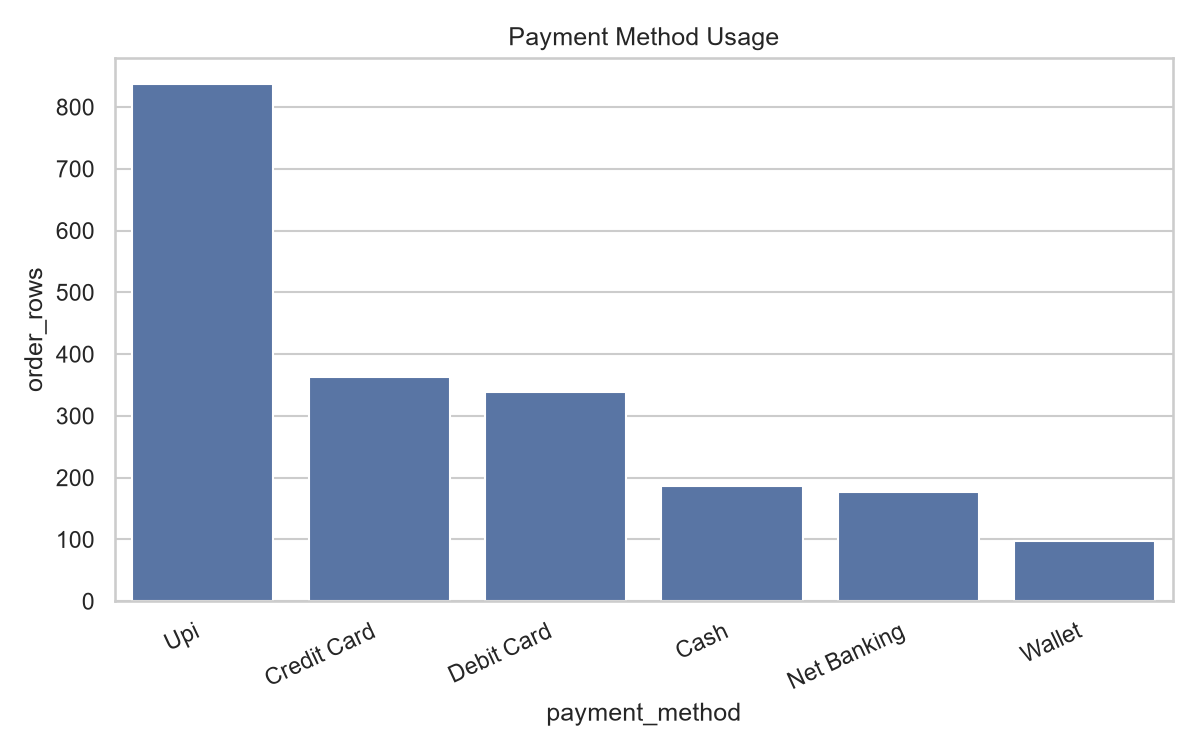 Payment Method Usage
order_rows
800
700
600
500
400
300
200
100
0
Upi
Credit Card
Debit Card
Cash
Net Banking
Wallet
payment_method